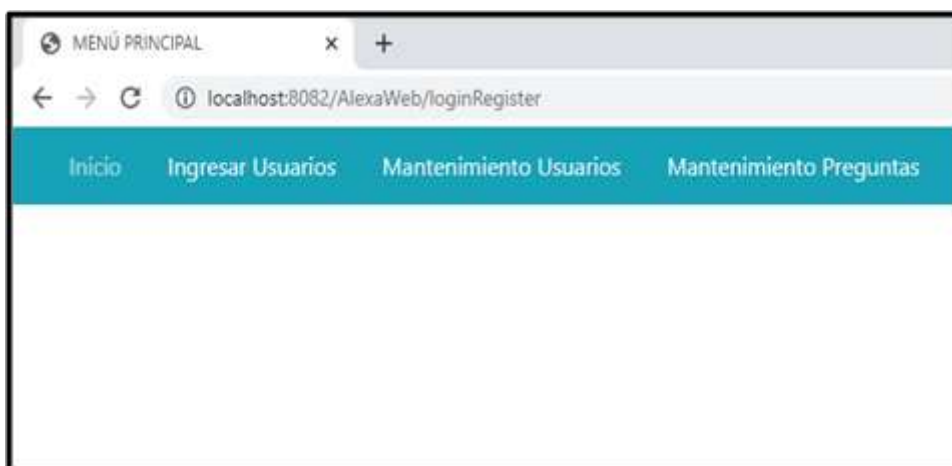 MENÚ PRINCIPAL
localhost:8082/AlexaWeb/loginRegister
Inicio Ingresar Usuarios Mantenimiento Usuarios Mantenimiento Preguntas